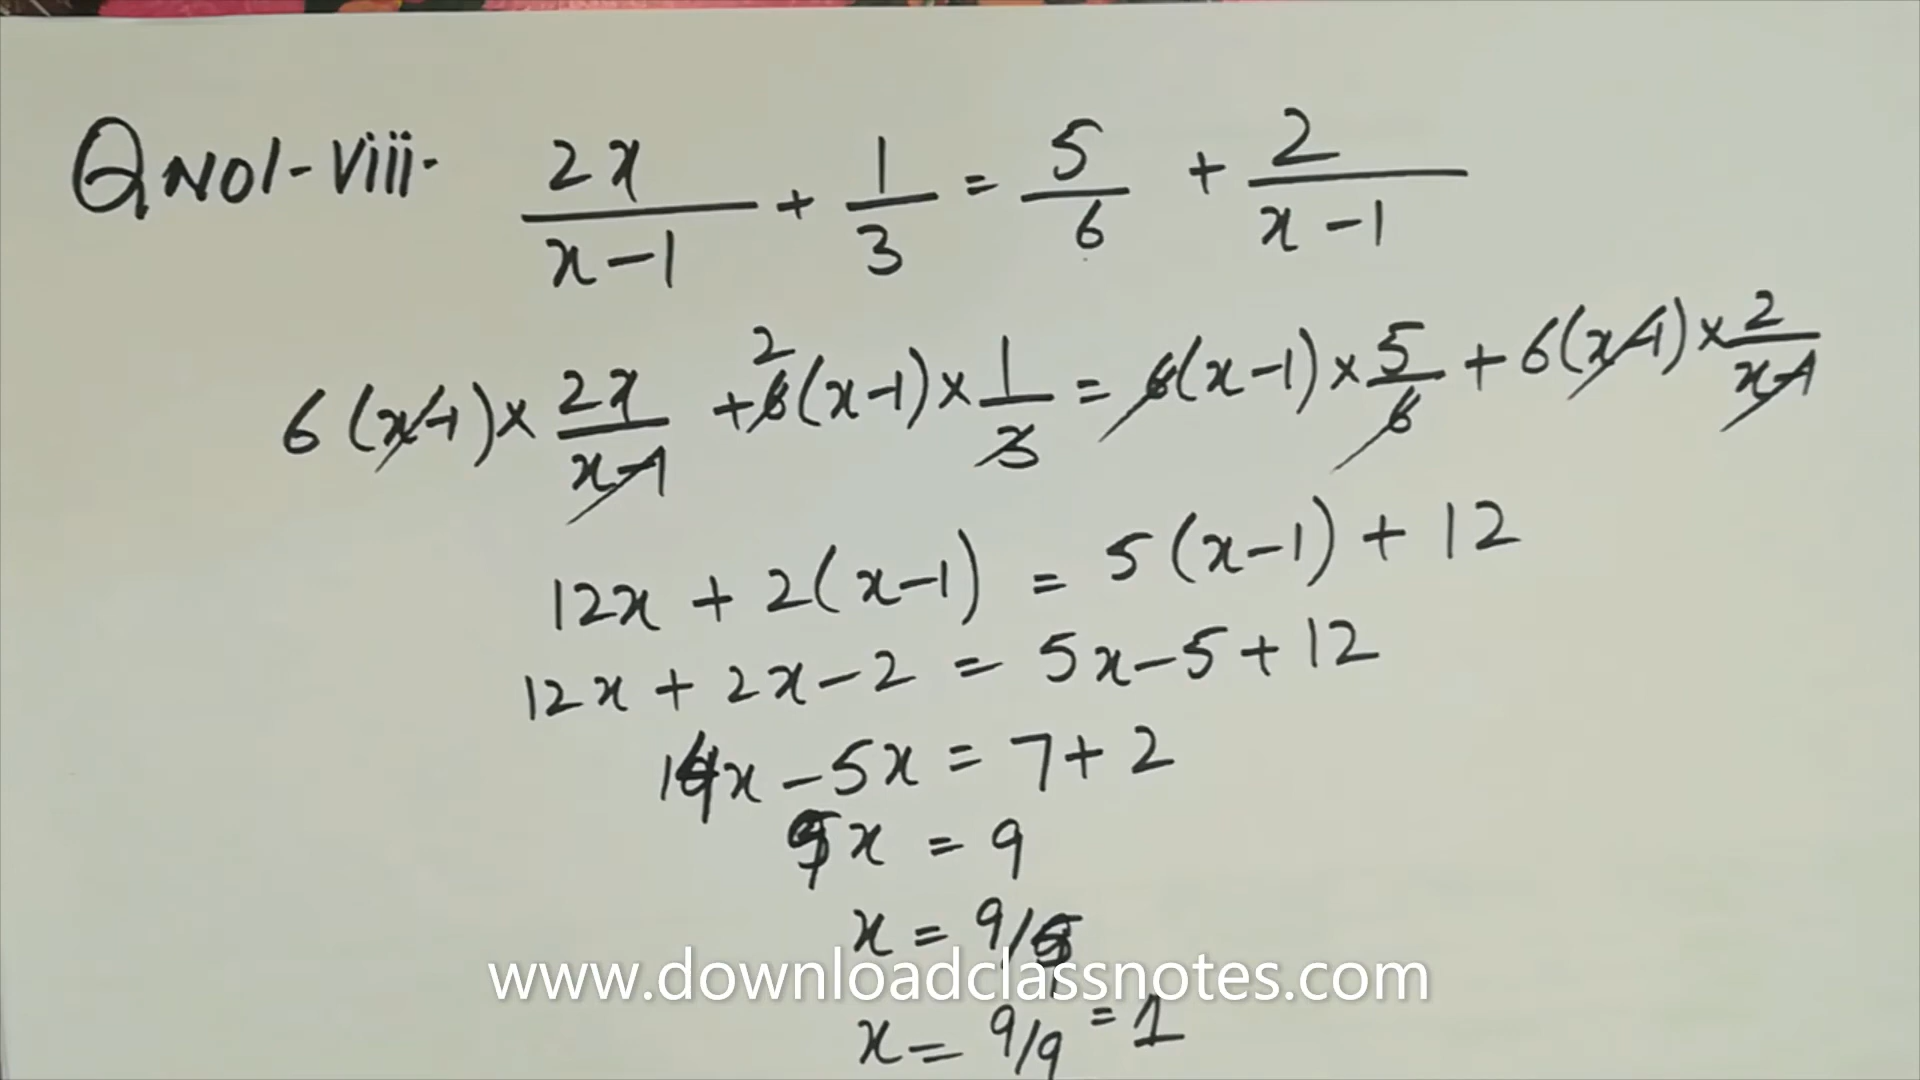 QNo1-viii- 2x/(x-1) + 1/3 = 5/6 + 2/(x-1)
6(x-1) × 2x/(x-1) + 6(x-1) × 1/3 = 6(x-1) × 5/6 + 6(x-1) × 2/(x-1)
12x + 2(x-1) = 5(x-1) + 12
12x + 2x - 2 = 5x - 5 + 12
14x - 5x = 7 + 2
9x = 9
x = 9/9
www.downloadclassnotes.com
x = 9/9 = 1